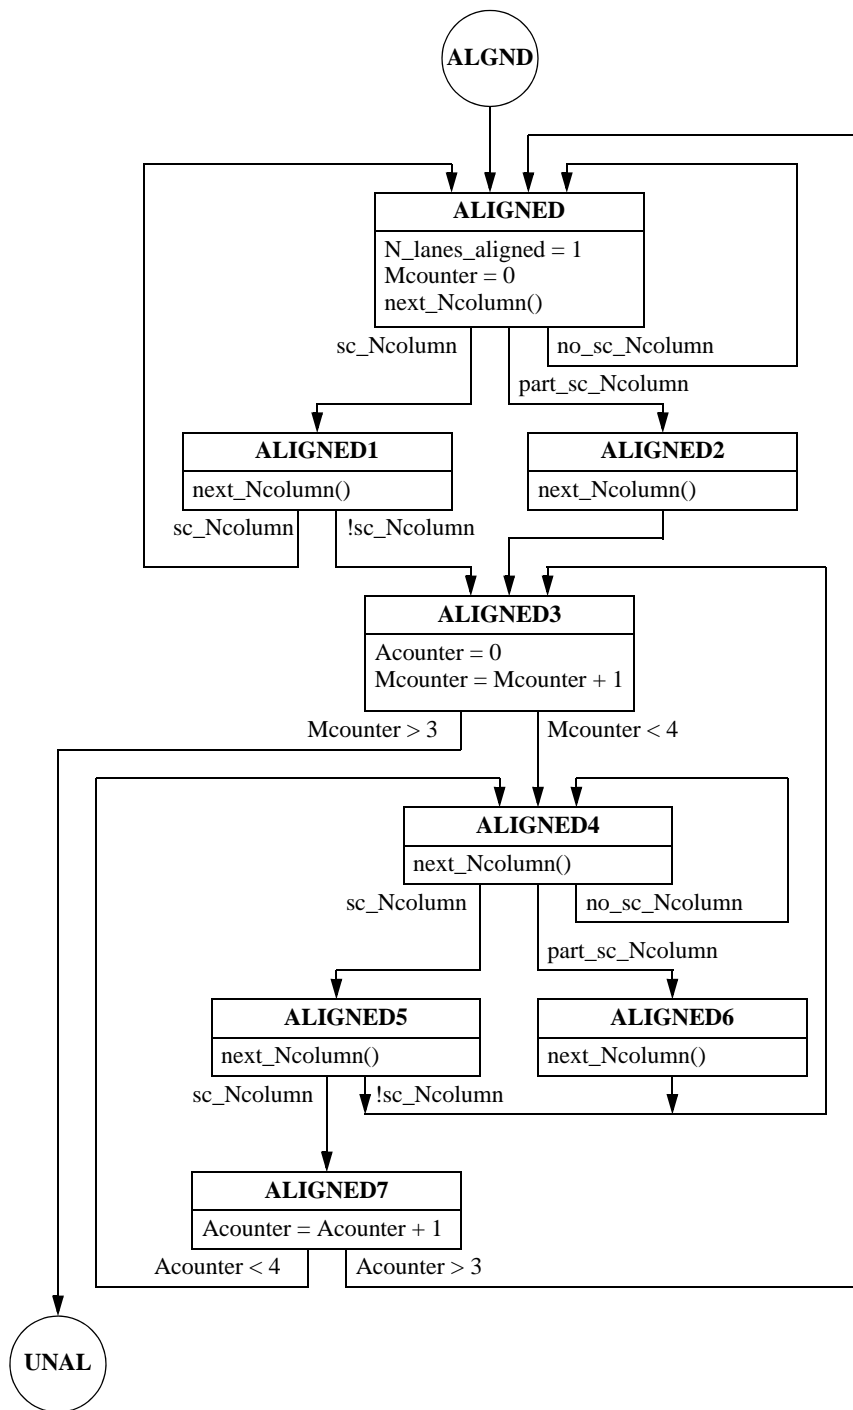 ALGND
ALIGNED
N_lanes_aligned = 1
Mcounter = 0
next_Ncolumn()
sc_Ncolumn
no_sc_Ncolumn
part_sc_Ncolumn
ALIGNED1
next_Ncolumn()
ALIGNED2
next_Ncolumn()
sc_Ncolumn
!sc_Ncolumn
ALIGNED3
Acounter = 0
Mcounter = Mcounter + 1
Mcounter > 3
Mcounter < 4
ALIGNED4
next_Ncolumn()
sc_Ncolumn
no_sc_Ncolumn
part_sc_Ncolumn
ALIGNED5
next_Ncolumn()
ALIGNED6
next_Ncolumn()
sc_Ncolumn
!sc_Ncolumn
ALIGNED7
Acounter = Acounter + 1
Acounter < 4
Acounter > 3
UNAL